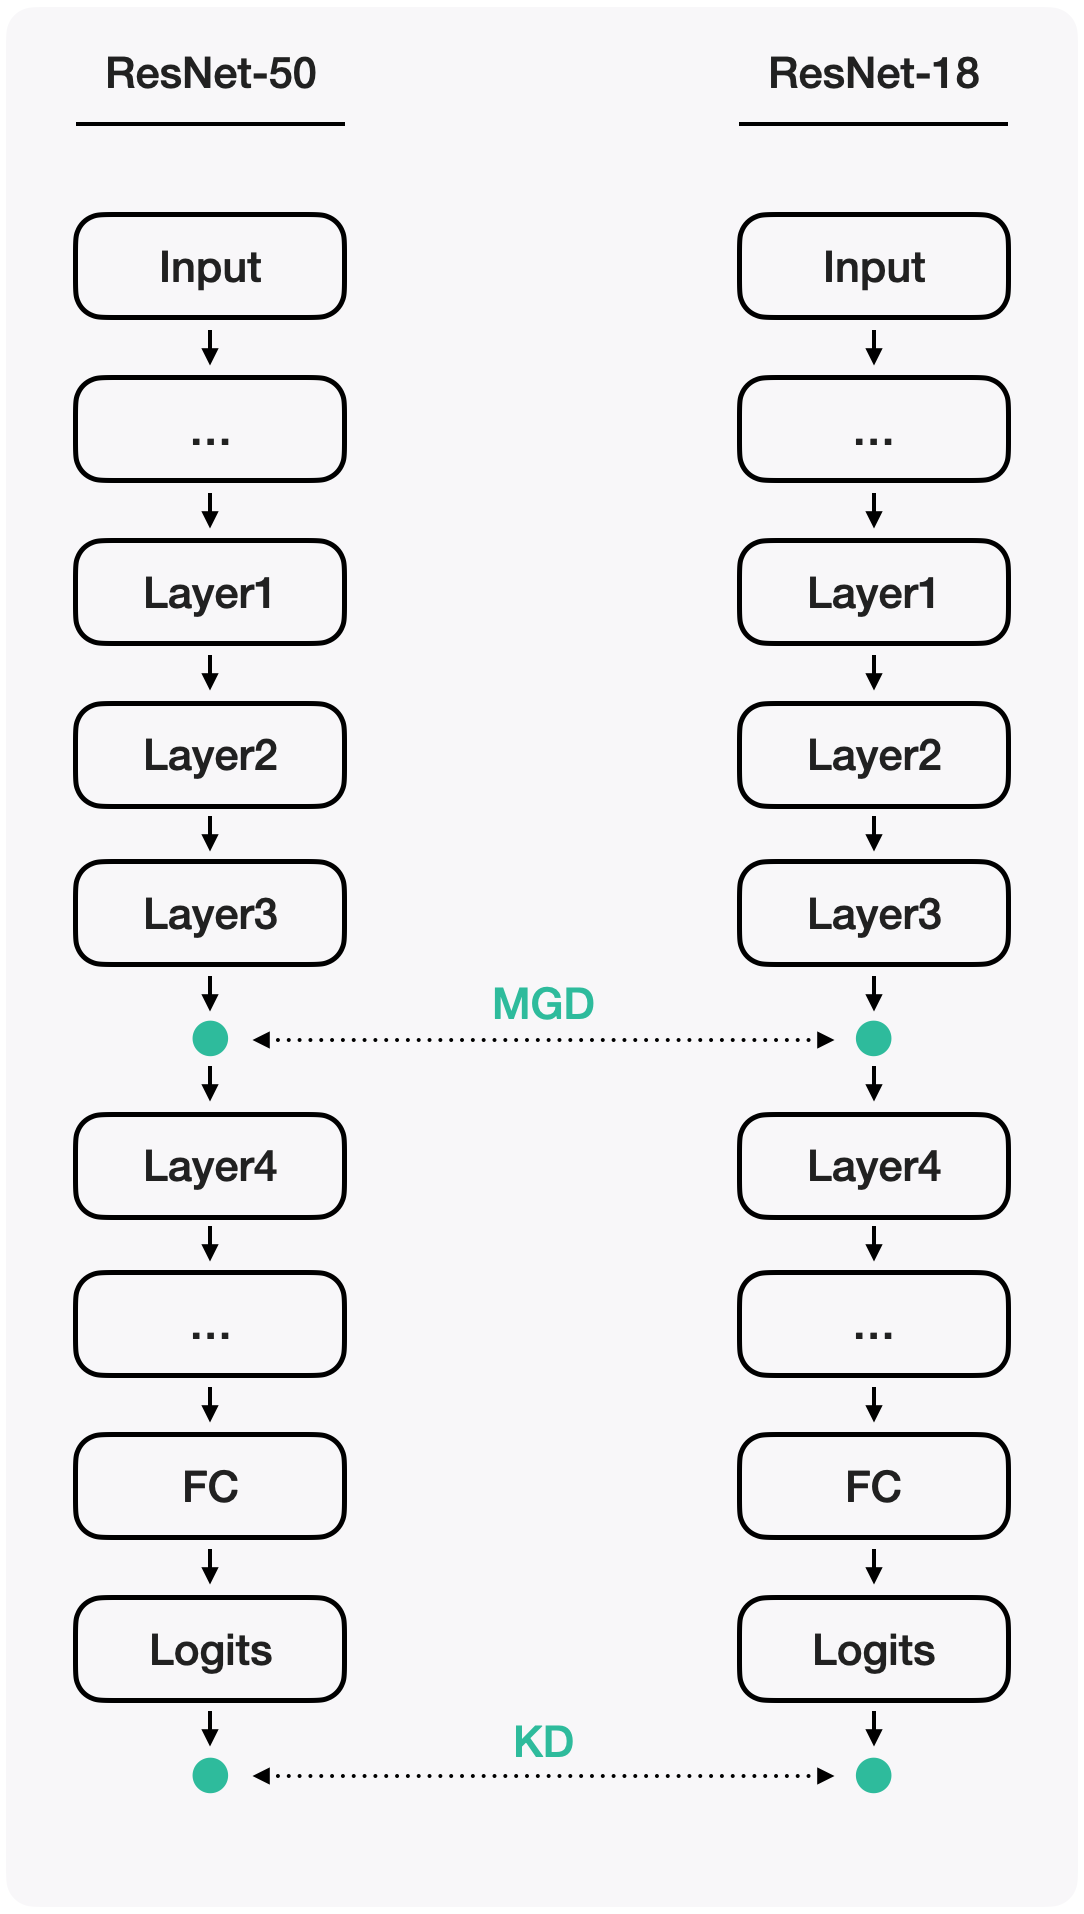 ResNet-50
ResNet-18
Input
Input
...
...
Layer1
Layer1
Layer2
Layer2
Layer3
Layer3
MGD
Layer4
Layer4
...
...
FC
FC
Logits
Logits
KD